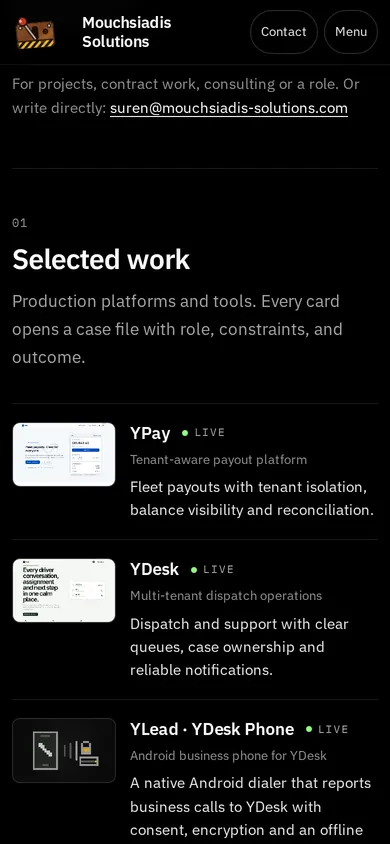 Mouchsiadis
Solutions
Contact
Menu
For projects, contract work, consulting or a role. Or
write directly: suren@mouchsiadis-solutions.com
01
Selected work
Production platforms and tools. Every card
opens a case file with role, constraints, and
outcome.
YPay LIVE
Tenant-aware payout platform
Fleet payouts with tenant isolation,
balance visibility and reconciliation.
Every driver
conversation,
assignment
and next step
in one calm
place.
YDesk LIVE
Multi-tenant dispatch operations
Dispatch and support with clear
queues, case ownership and
reliable notifications.
YLead · YDesk Phone LIVE
Android business phone for YDesk
A native Android dialer that reports
business calls to YDesk with
consent, encryption and an offline